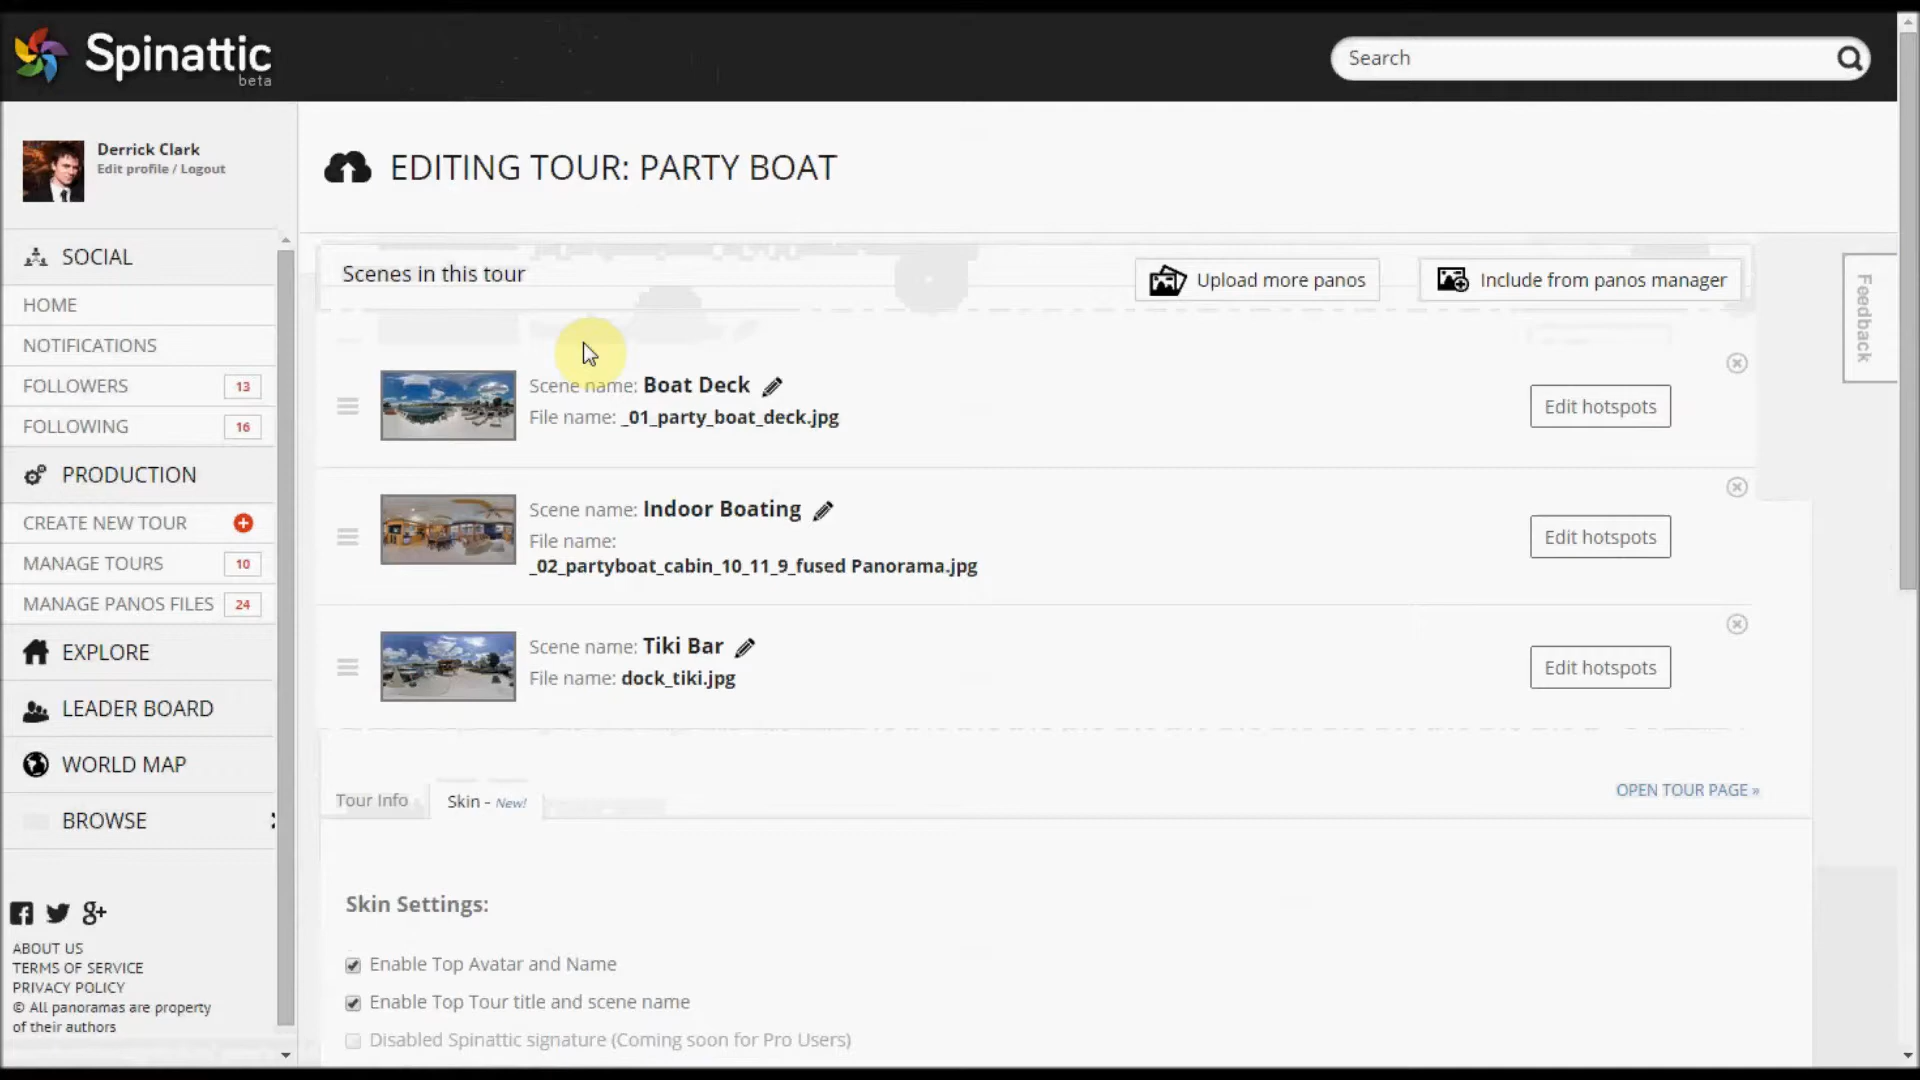 Spinattic
beta
Search
Derrick Clark
Edit profile / Logout
EDITING TOUR: PARTY BOAT
SOCIAL
HOME
NOTIFICATIONS
FOLLOWERS 13
FOLLOWING 16
PRODUCTION
CREATE NEW TOUR
MANAGE TOURS 10
MANAGE PANOS FILES 24
EXPLORE
LEADER BOARD
WORLD MAP
BROWSE
ABOUT US
TERMS OF SERVICE
PRIVACY POLICY
© All panoramas are property
of their authors
Scenes in this tour
Upload more panos
Include from panos manager
Feedback
Scene name: Boat Deck
File name: _01_party_boat_deck.jpg
Edit hotspots
Scene name: Indoor Boating
File name:
_02_partyboat_cabin_10_11_9_fused Panorama.jpg
Edit hotspots
Scene name: Tiki Bar
File name: dock_tiki.jpg
Edit hotspots
Tour Info
Skin - New!
OPEN TOUR PAGE »
Skin Settings:
Enable Top Avatar and Name
Enable Top Tour title and scene name
Disabled Spinattic signature (Coming soon for Pro Users)